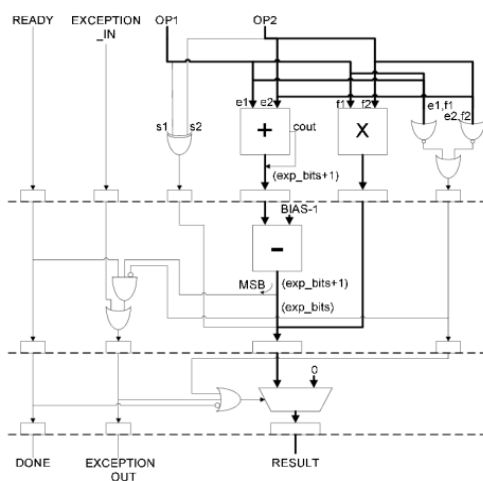 READY EXCEPTION _IN OP1 OP2
e1 e2 f1 f2 e1,f1
e2,f2
s1 s2
+ cout X
(exp_bits+1)
BIAS-1
-
MSB (exp_bits+1)
(exp_bits)
0
DONE EXCEPTION _OUT RESULT